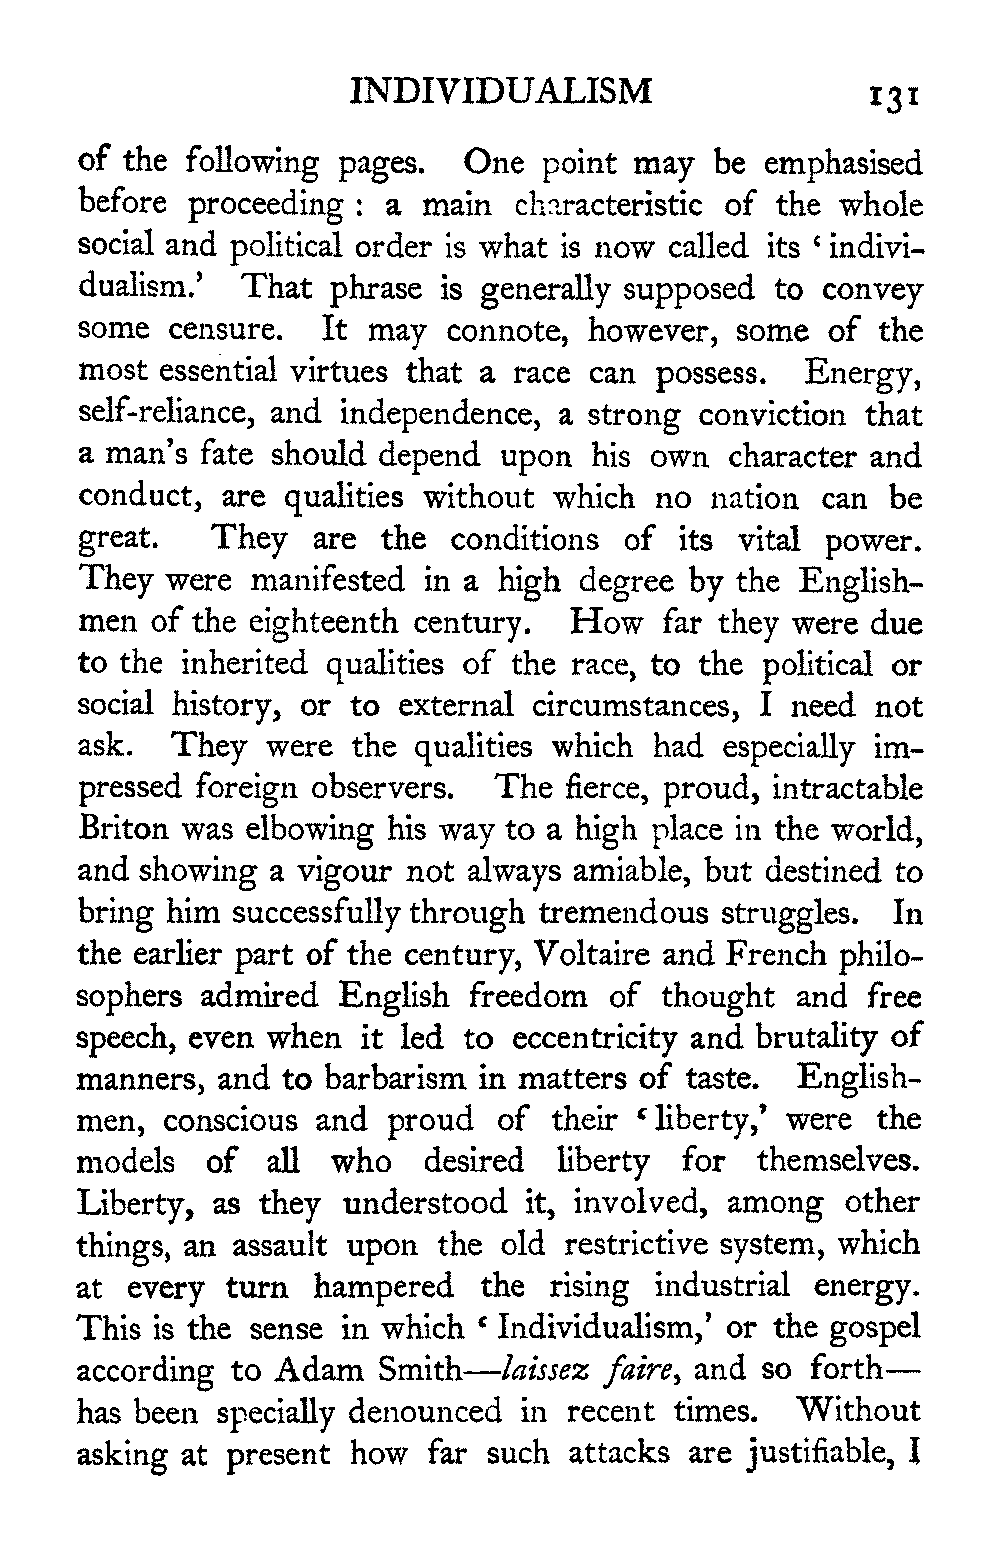 INDIVIDUALISM 131
of the following pages. One point may be emphasised
before proceeding : a main characteristic of the whole
social and political order is what is now called its ‘ indivi-
dualism.’ That phrase is generally supposed to convey
some censure. It may connote, however, some of the
most essential virtues that a race can possess. Energy,
self-reliance, and independence, a strong conviction that
a man’s fate should depend upon his own character and
conduct, are qualities without which no nation can be
great. They are the conditions of its vital power.
They were manifested in a high degree by the English-
men of the eighteenth century. How far they were due
to the inherited qualities of the race, to the political or
social history, or to external circumstances, I need not
ask. They were the qualities which had especially im-
pressed foreign observers. The fierce, proud, intractable
Briton was elbowing his way to a high place in the world,
and showing a vigour not always amiable, but destined to
bring him successfully through tremendous struggles. In
the earlier part of the century, Voltaire and French philo-
sophers admired English freedom of thought and free
speech, even when it led to eccentricity and brutality of
manners, and to barbarism in matters of taste. English-
men, conscious and proud of their ‘ liberty,’ were the
models of all who desired liberty for themselves.
Liberty, as they understood it, involved, among other
things, an assault upon the old restrictive system, which
at every turn hampered the rising industrial energy.
This is the sense in which ‘ Individualism,’ or the gospel
according to Adam Smith—laissez faire, and so forth—
has been specially denounced in recent times. Without
asking at present how far such attacks are justifiable, I